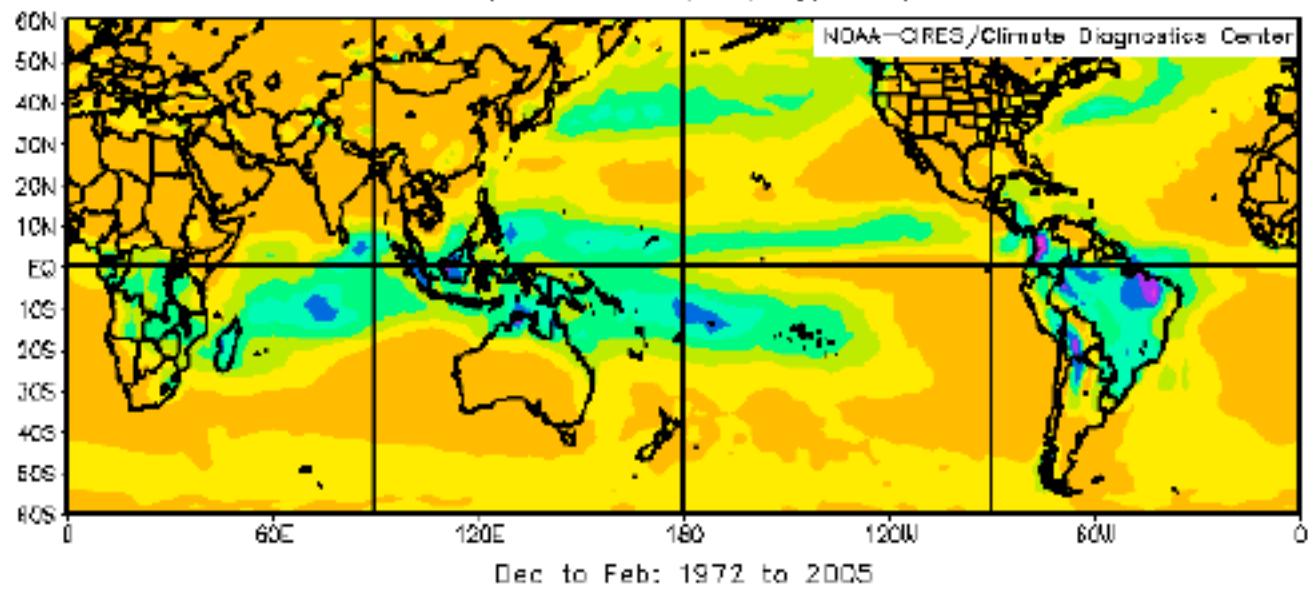 60N
NOAA-CIRES/Climate Diagnostics Center
50N
40N
30N
20N
10N
EQ
10S
20S
30S
40S
50S
60S
0 60E 120E 180 120W 60W 0
Dec to Feb: 1972 to 2005